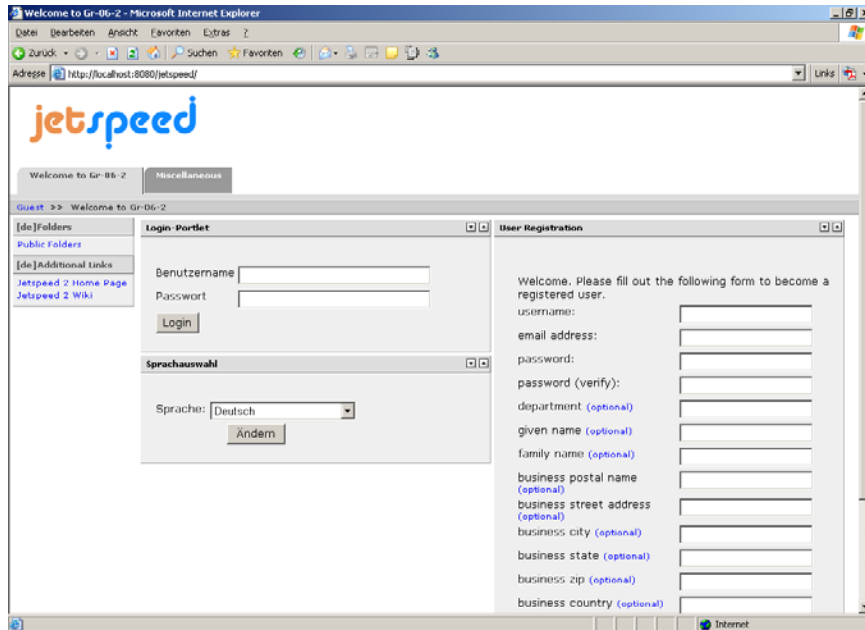 Welcome to Gr-06-2 - Microsoft Internet Explorer
Datei Bearbeiten Ansicht Favoriten Extras ?
Zurück Suchen Favoriten
Adresse http://localhost:8080/jetspeed/ Links
jetspeed
Welcome to Gr-06-2 Miscellaneous
Guest >> Welcome to Gr-06-2
[de]Folders
Public Folders
[de]Additional Links
Jetspeed 2 Home Page
Jetspeed 2 Wiki
Login-Portlet
Benutzername
Passwort
Login
Sprachauswahl
Sprache: Deutsch
Ändern
User Registration
Welcome. Please fill out the following form to become a
registered user.
username:
email address:
password:
password (verify):
department (optional)
given name (optional)
family name (optional)
business postal name
(optional)
business street address
(optional)
business city (optional)
business state (optional)
business zip (optional)
business country (optional)
Internet